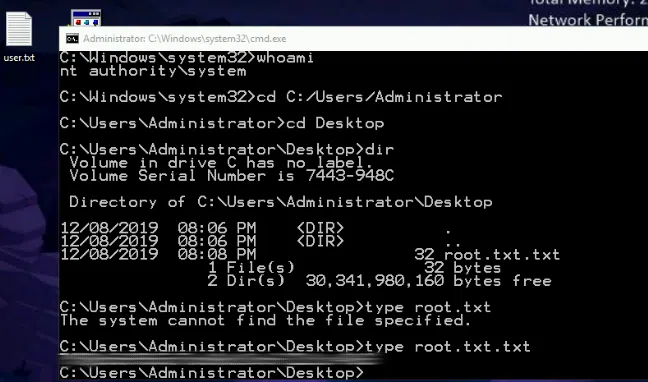 Total Memory: 2
Network Perform
user.txt
Administrator: C:\Windows\system32\cmd.exe
C:\Windows\system32>whoami
nt authority\system
C:\Windows\system32>cd C:/Users/Administrator
C:\Users\Administrator>cd Desktop
C:\Users\Administrator\Desktop>dir
Volume in drive C has no label.
Volume Serial Number is 7443-948C
Directory of C:\Users\Administrator\Desktop
12/08/2019 08:06 PM <DIR> .
12/08/2019 08:06 PM <DIR> ..
12/08/2019 08:08 PM 32 root.txt.txt
1 File(s) 32 bytes
2 Dir(s) 30,341,980,160 bytes free
C:\Users\Administrator\Desktop>type root.txt
The system cannot find the file specified.
C:\Users\Administrator\Desktop>type root.txt.txt
C:\Users\Administrator\Desktop>